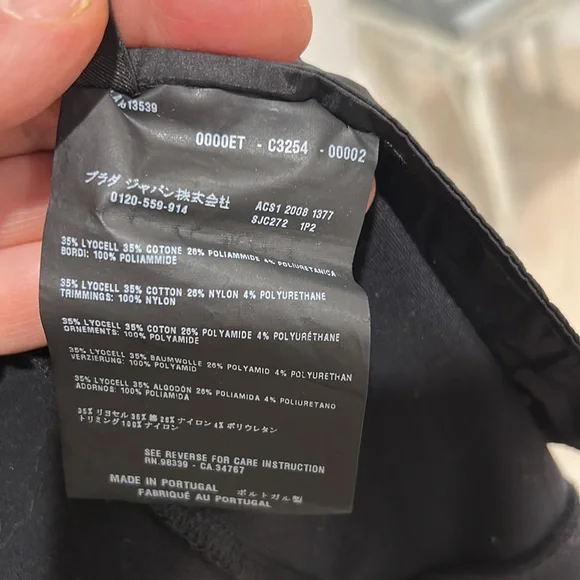 613539
0000ET - C3254 - 00002
プラダ ジャパン株式会社
0120-559-914
ACS1 2008 1377
SJC272 1P2
35% LYOCELL 35% COTONE 26% POLIAMMIDE 4% POLIURETANICA
BORDI: 100% POLIAMMIDE
35% LYOCELL 35% COTTON 26% NYLON 4% POLYURETHANE
TRIMMINGS: 100% NYLON
35% LYOCELL 35% COTON 26% POLYAMIDE 4% POLYURÉTHANE
ORNEMENTS: 100% POLYAMIDE
35% LYOCELL 35% BAUMWOLLE 26% POLYAMID 4% POLYURETHAN
VERZIERUNG: 100% POLYAMID
35% LYOCELL 35% ALGODÓN 26% POLIAMIDA 4% POLIURETANO
ADORNOS: 100% POLIAMIDA
35% リヨセル 35% 綿 26% ナイロン 4% ポリウレタン
トリミング 100% ナイロン
SEE REVERSE FOR CARE INSTRUCTION
RN.96339 - CA.34767
MADE IN PORTUGAL ポルトガル製
FABRIQUÉ AU PORTUGAL